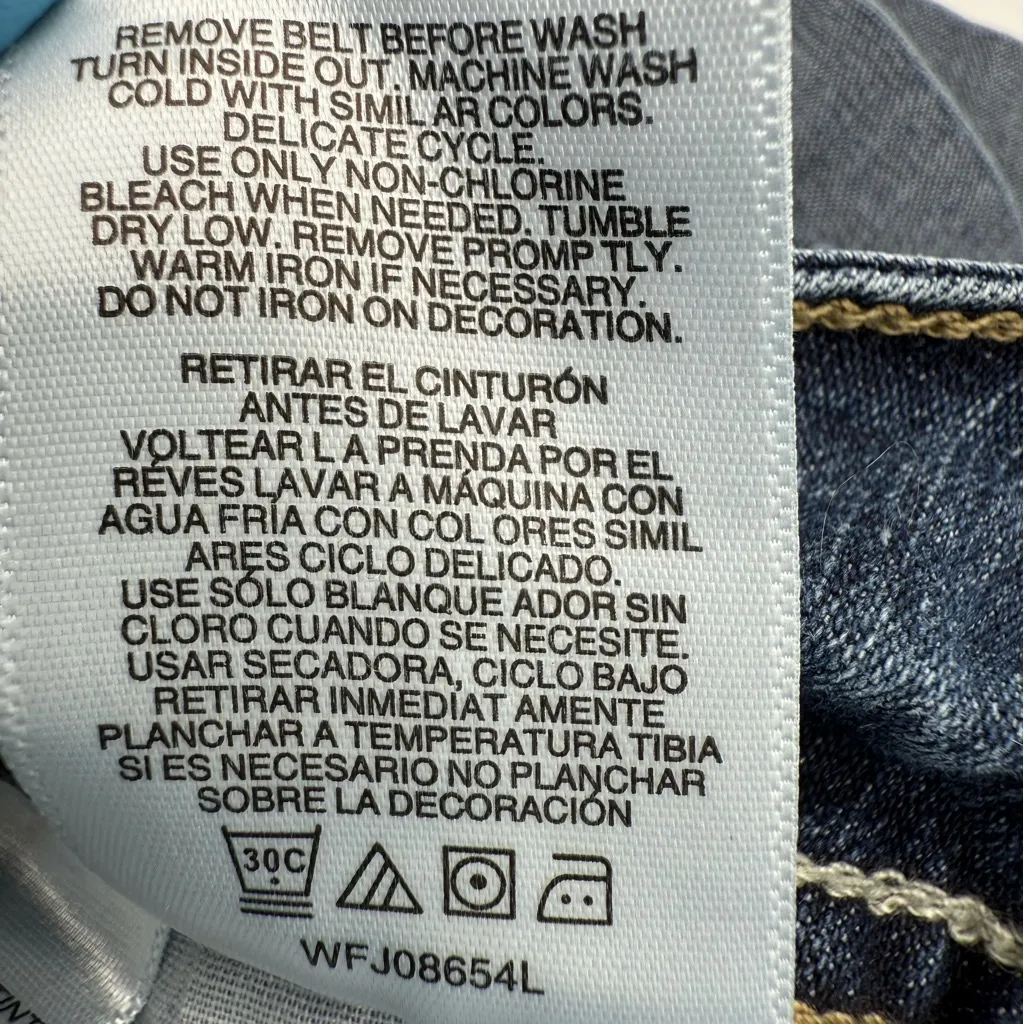 REMOVE BELT BEFORE WASH
TURN INSIDE OUT. MACHINE WASH
COLD WITH SIMIL AR COLORS.
DELICATE CYCLE.
USE ONLY NON-CHLORINE
BLEACH WHEN NEEDED. TUMBLE
DRY LOW. REMOVE PROMP TLY.
WARM IRON IF NECESSARY.
DO NOT IRON ON DECORATION.
RETIRAR EL CINTURÓN
ANTES DE LAVAR
VOLTEAR L A PRENDA POR EL
RÉVES LAVAR A MÁQUINA CON
AGUA FRÍA CON COL ORES SIMIL
ARES CICLO DELICADO.
USE SÓLO BLANQUE ADOR SIN
CLORO CUANDO SE NECESITE.
USAR SECADORA, CICLO BAJO
RETIRAR INMEDIAT AMENTE
PLANCHAR A TEMPERATURA TIBIA
SI ES NECESARIO NO PLANCHAR
SOBRE LA DECORACIÓN
30C
WFJ08654L